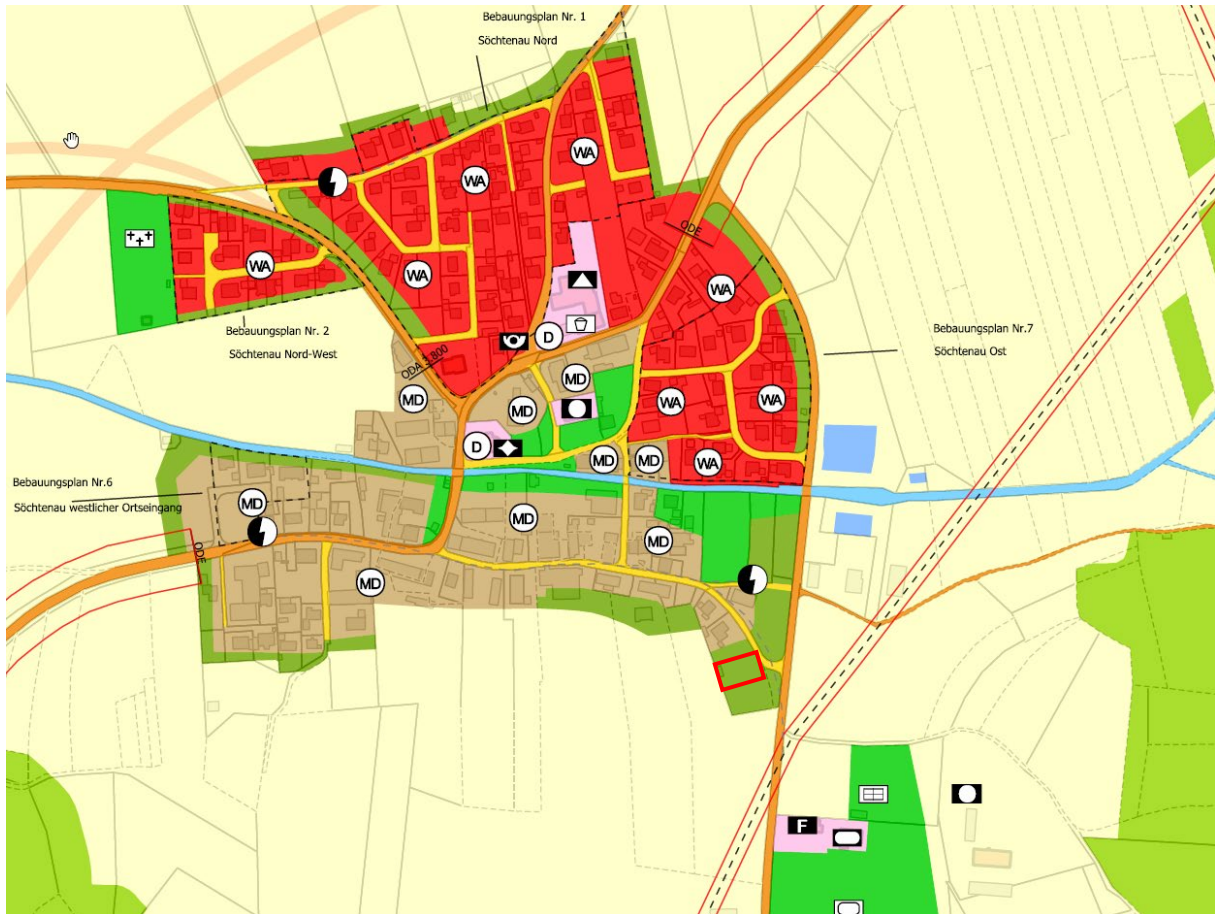 Bebauungsplan Nr. 1
Söchtenau Nord
WA
WA
WA
ODE
WA
WA
Bebauungsplan Nr. 2
Söchtenau Nord-West
Bebauungsplan Nr.7
Söchtenau Ost
D
ODA 3.800
MD
MD
MD
WA
WA
D
MD
MD
WA
Bebauungsplan Nr.6
Söchtenau westlicher Ortseingang
MD
MD
MD
ODE
MD
F